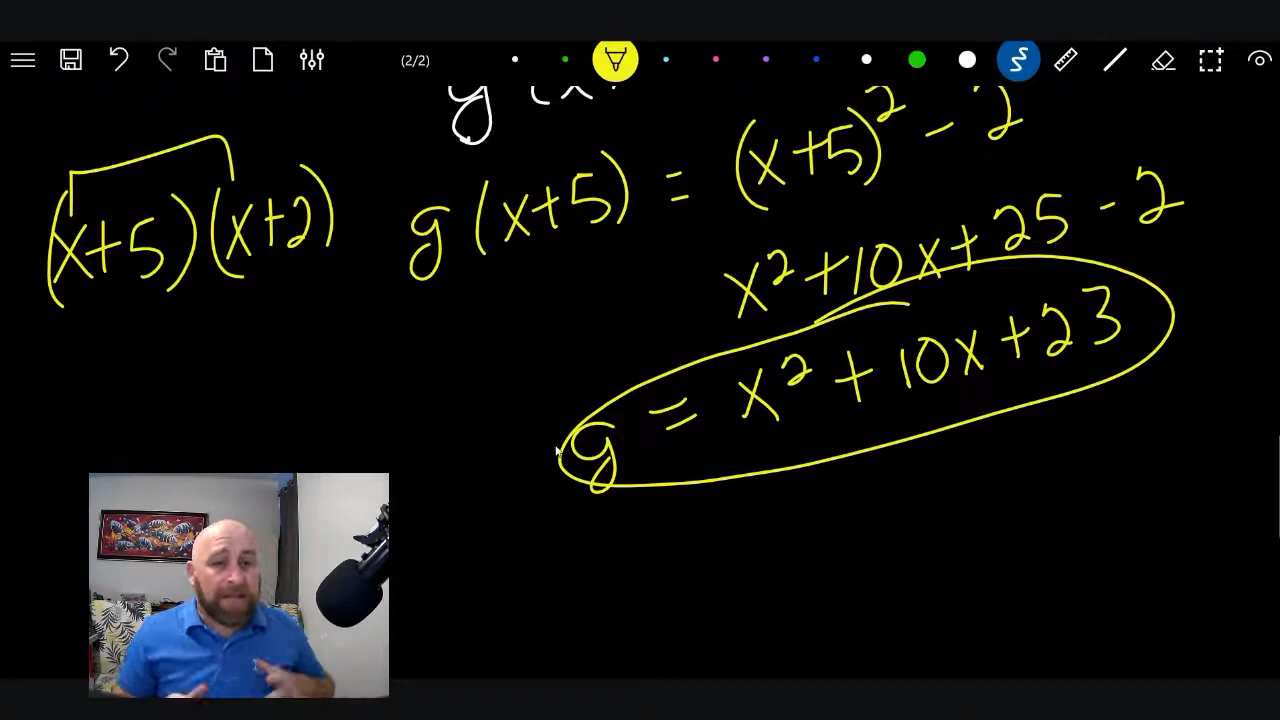 (2/2)
g(x
g(x+5) = (x+5)² - 2
(x+5)(x+2)
x² + 10x + 25 - 2
g = x² + 10x + 23